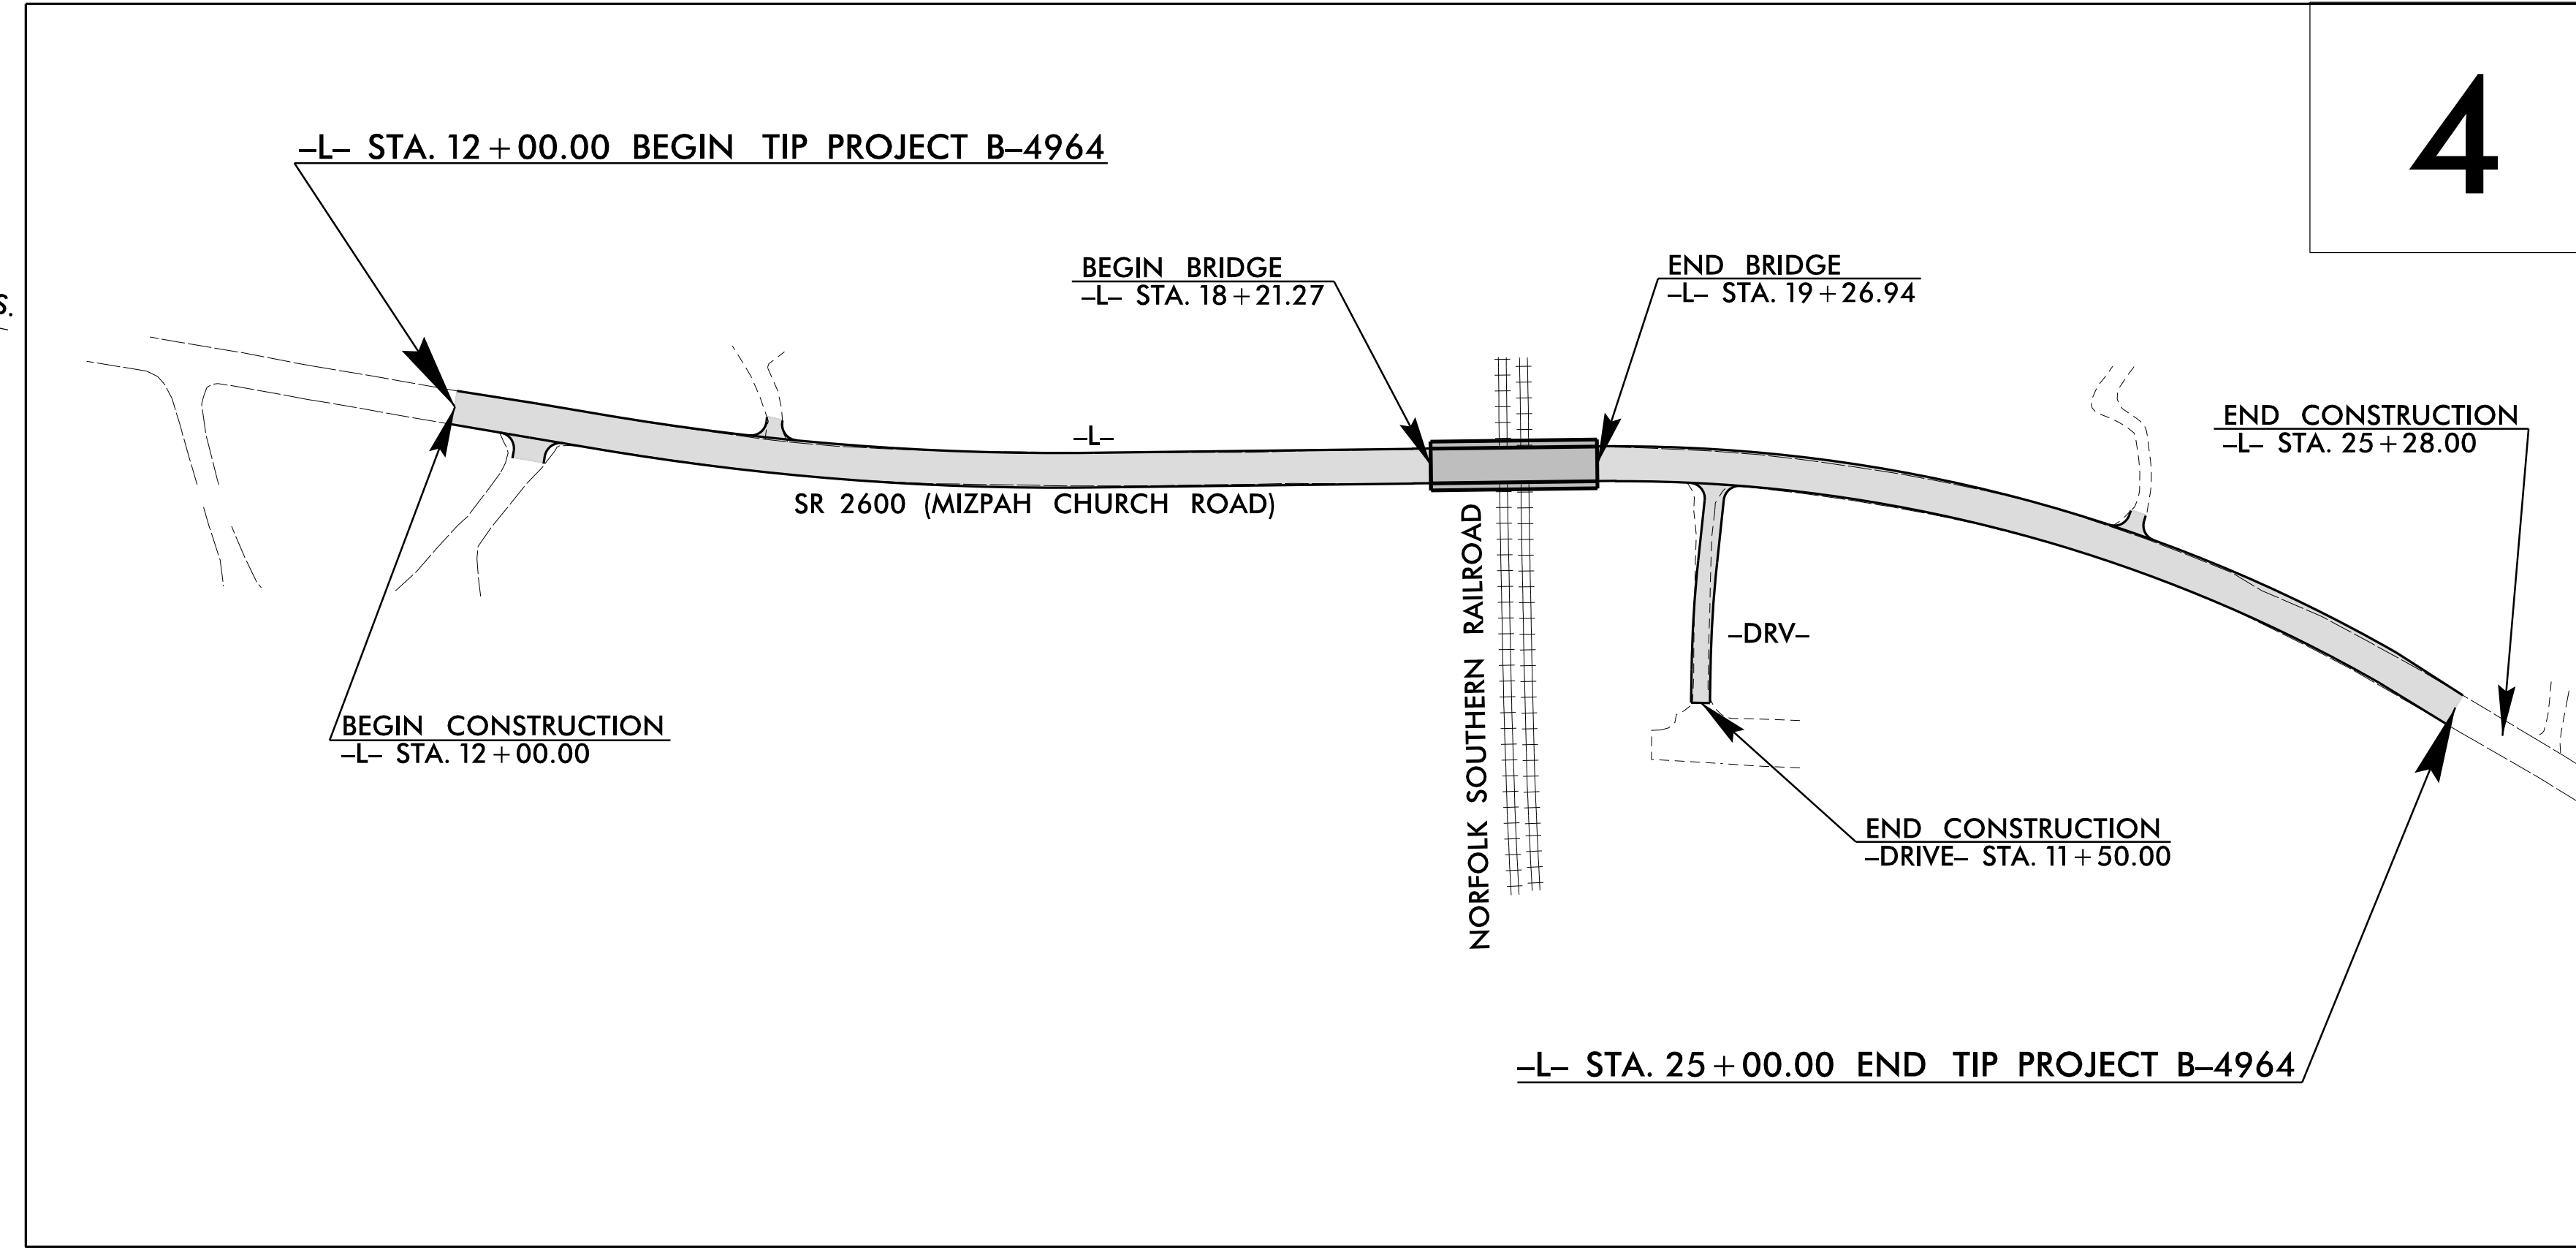 4
–L– STA. 12+00.00 BEGIN TIP PROJECT B–4964
BEGIN BRIDGE
–L– STA. 18+21.27
END BRIDGE
–L– STA. 19+26.94
S.
END CONSTRUCTION
–L– STA. 25+28.00
–L–
SR 2600 (MIZPAH CHURCH ROAD)
NORFOLK SOUTHERN RAILROAD
–DRV–
BEGIN CONSTRUCTION
–L– STA. 12+00.00
END CONSTRUCTION
–DRIVE– STA. 11+50.00
–L– STA. 25+00.00 END TIP PROJECT B–4964